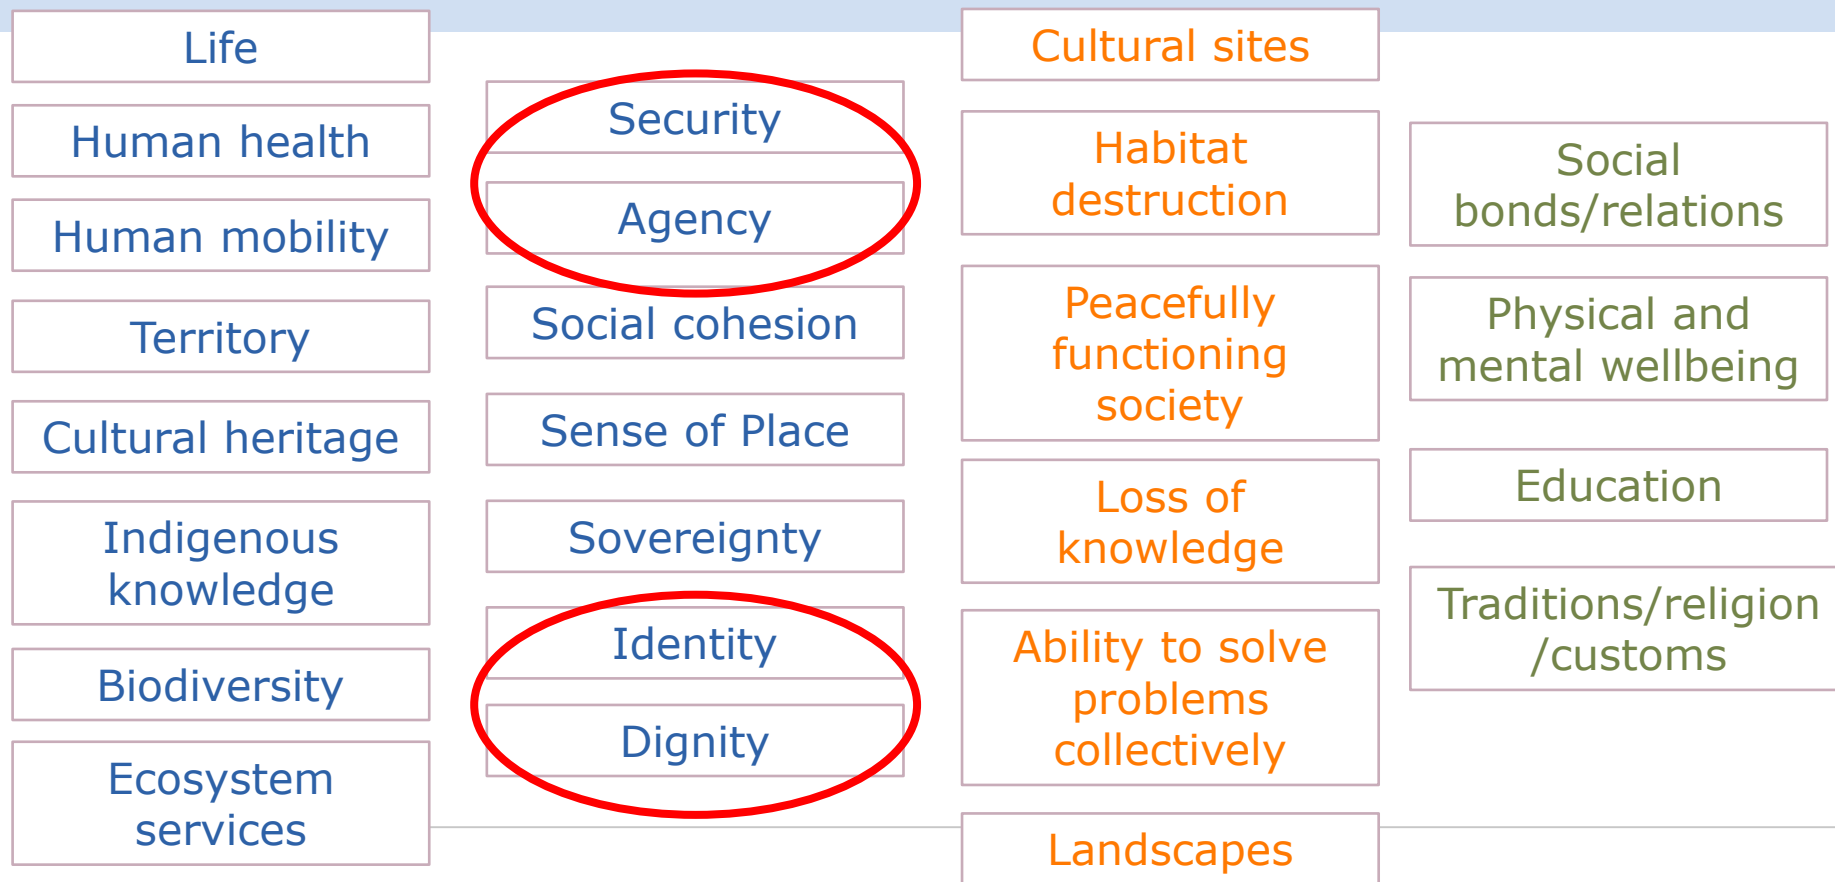 Life
Human health
Human mobility
Territory
Cultural heritage
Indigenous
knowledge
Biodiversity
Ecosystem
services
Security
Agency
Social cohesion
Sense of Place
Sovereignty
Identity
Dignity
Cultural sites
Habitat
destruction
Peacefully
functioning
society
Loss of
knowledge
Ability to solve
problems
collectively
Landscapes
Social
bonds/relations
Physical and
mental wellbeing
Education
Traditions/religion
/customs